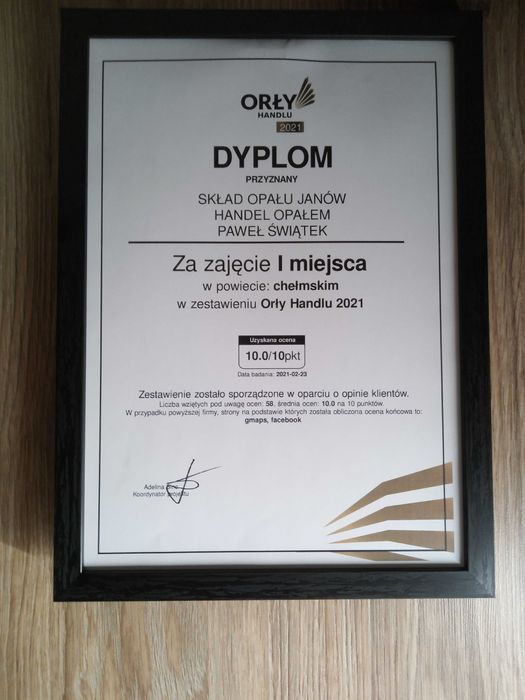 ORŁY
HANDLU
2021
DYPLOM
PRZYZNANY
SKŁAD OPAŁU JANÓW
HANDEL OPAŁEM
PAWEŁ ŚWIĄTEK
Za zajęcie I miejsca
w powiecie: chełmskim
w zestawieniu Orły Handlu 2021
Uzyskana ocena
10.0/10pkt
Data badania: 2021-02-23
Zestawienie zostało sporządzone w oparciu o opinie klientów.
Liczba wziętych pod uwagę ocen: 58. średnia ocen: 10.0 na 10 punktów.
W przypadku powyższej firmy, strony na podstawie których została obliczona ocena końcowa to:
gmaps, facebook
Adelina
Koordynator projektu